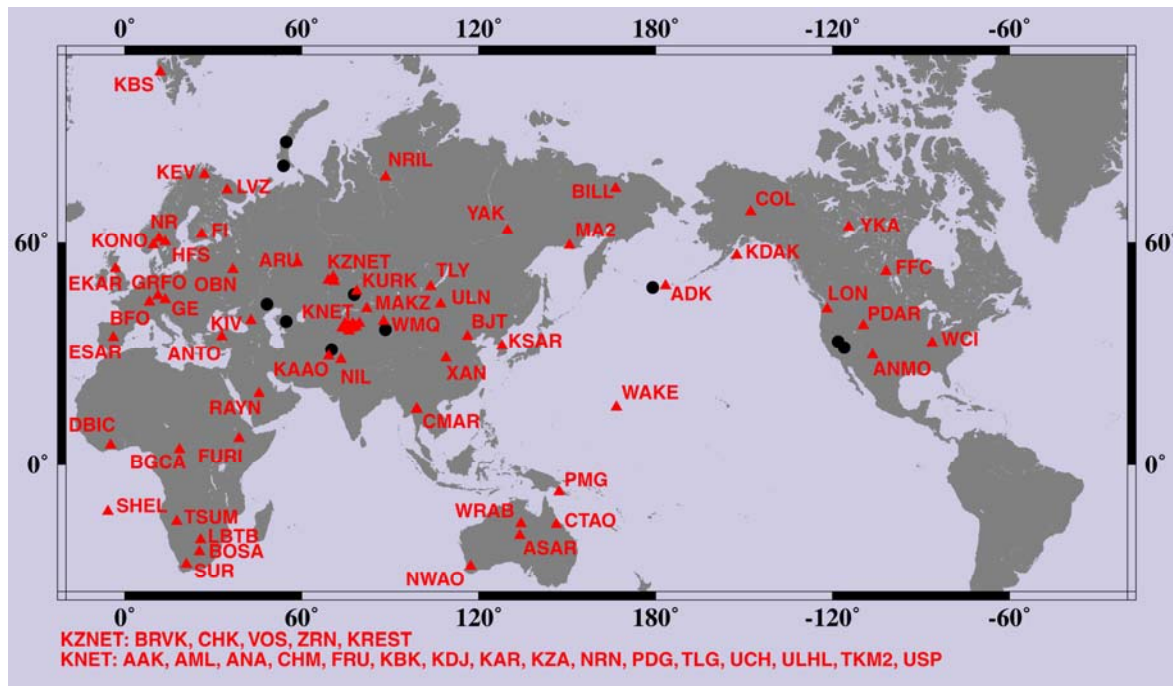 0° 60° 120° 180° -120° -60°
KBS
NRIL
KEV
LVZ
BILL
COL
NR
YAK
FI
MA2
YKA
KONO
60°
60°
HFS
ARU
KZNET
KDAK
TLY
FFC
EKAR
GRFO
OBN
KURK
ADK
LON
GE
MAKZ
ULN
PDAR
BFO
KIV
KNET
WMQ
BJT
KSAR
WCI
ESAR
ANTO
KAAO
NIL
XAN
ANMO
WAKE
RAYN
CMAR
DBIC
BGCA
FURI
0°
0°
PMG
SHEL
TSUM
WRAB
CTAO
LBTB
BOSA
ASAR
SUR
NWAO
0° 60° 120° 180° -120° -60°
KZNET: BRVK, CHK, VOS, ZRN, KREST
KNET: AAK, AML, ANA, CHM, FRU, KBK, KDJ, KAR, KZA, NRN, PDG, TLG, UCH, ULHL, TKM2, USP